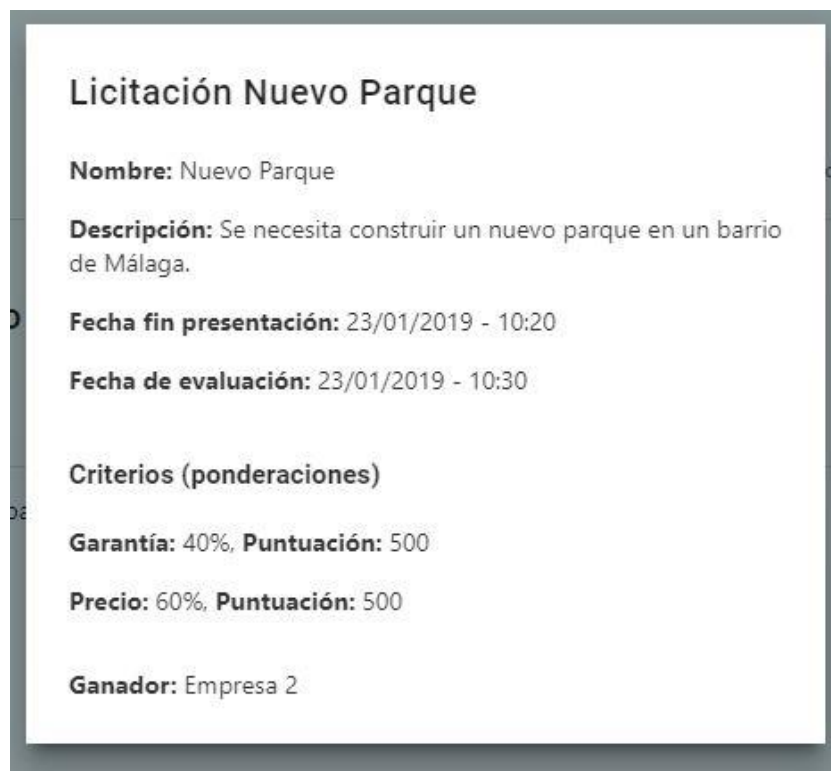 Licitación Nuevo Parque
Nombre: Nuevo Parque
Descripción: Se necesita construir un nuevo parque en un barrio
de Málaga.
Fecha fin presentación: 23/01/2019 - 10:20
Fecha de evaluación: 23/01/2019 - 10:30
Criterios (ponderaciones)
Garantía: 40%, Puntuación: 500
Precio: 60%, Puntuación: 500
Ganador: Empresa 2